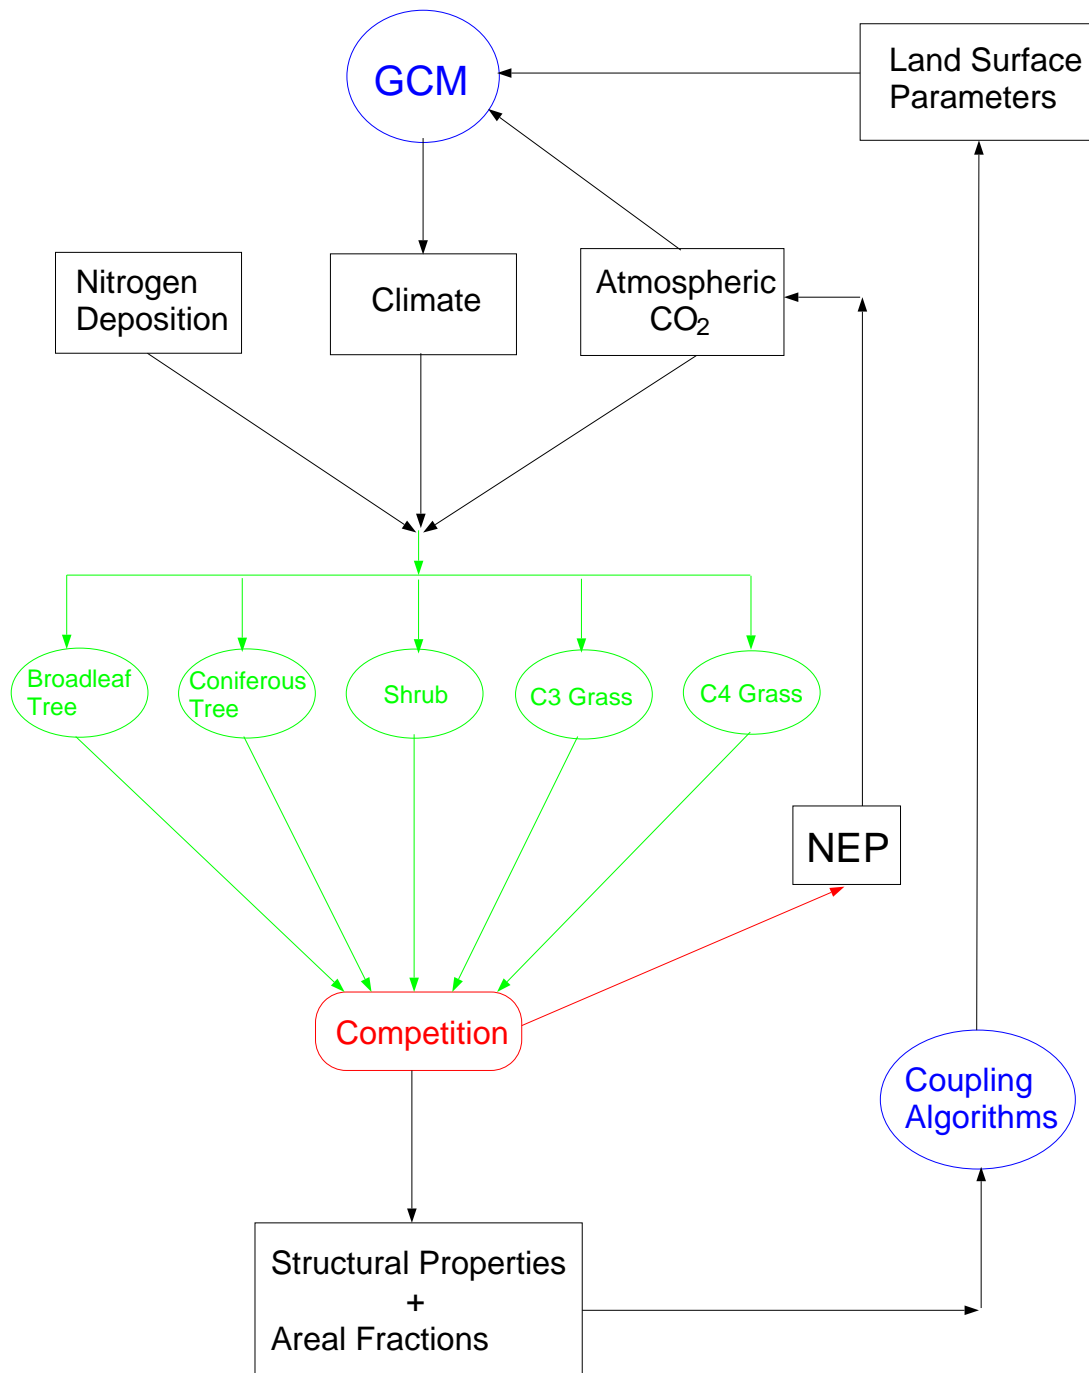 GCM
Land Surface
Parameters
Nitrogen
Deposition
Climate
Atmospheric
CO2
Broadleaf
Tree
Coniferous
Tree
Shrub
C3 Grass
C4 Grass
NEP
Competition
Coupling
Algorithms
Structural Properties
+
Areal Fractions